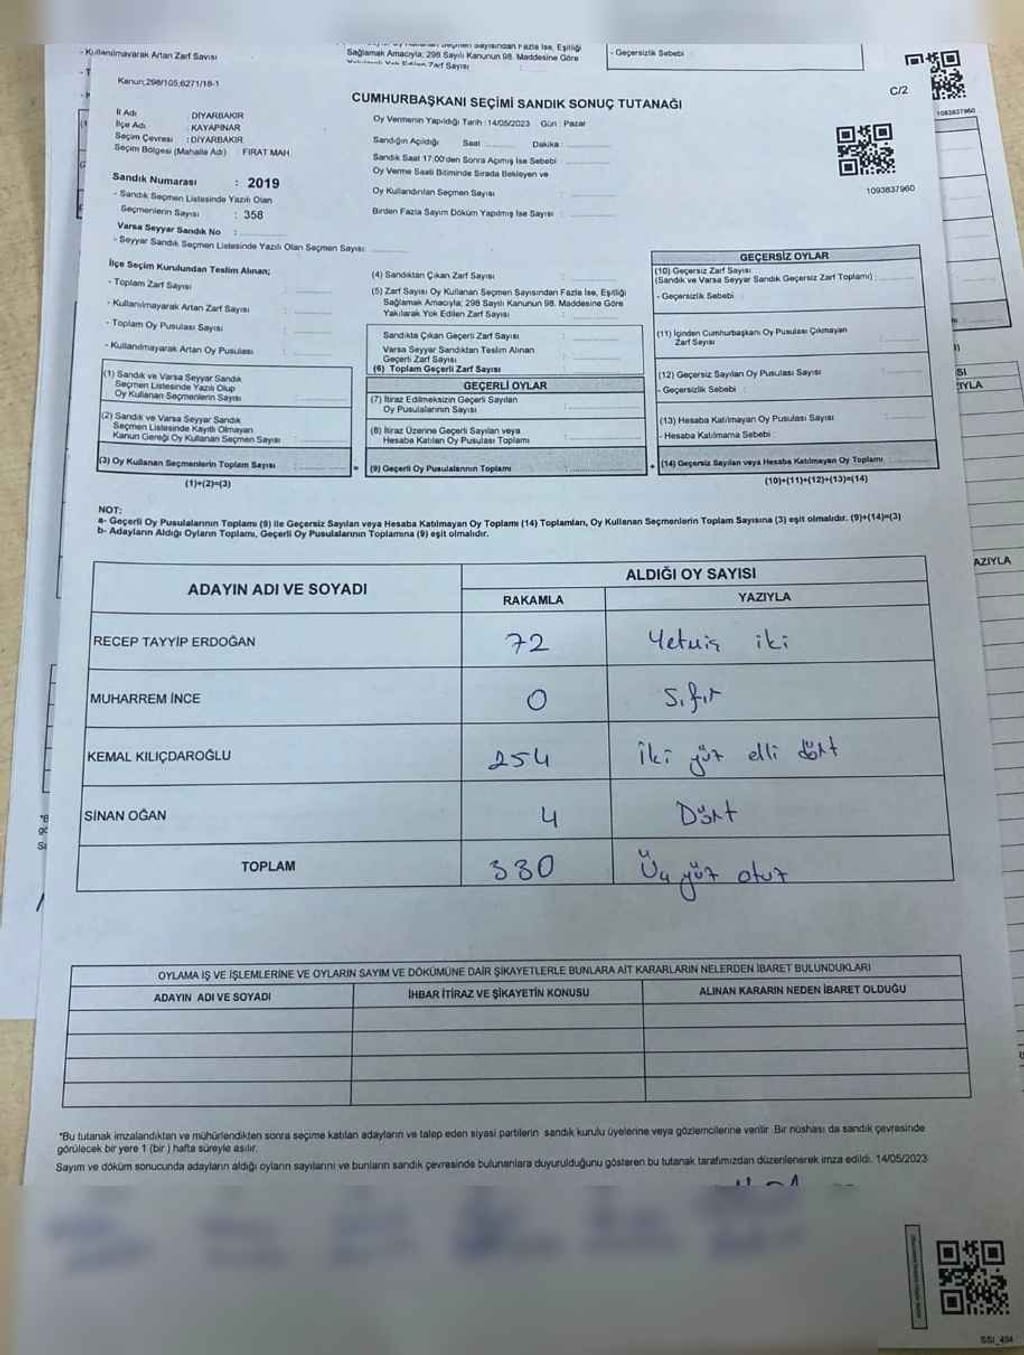 - Kullanılmayarak Artan Zarf Sayısı
Sağlamak Amacıyla; 298 Sayılı Kanunun 98. Maddesine Göre
- Geçersizlik Sebebi
Kanun;298/105,6271/18-1
C/2
1093837960
CUMHURBAŞKANI SEÇİMİ SANDIK SONUÇ TUTANAĞI
İl Adı : DİYARBAKIR
İlçe Adı : KAYAPINAR
Seçim Çevresi : DİYARBAKIR
Seçim Bölgesi (Mahalle Adı) : FIRAT MAH.
Oy Vermenin Yapıldığı Tarih :14/05/2023 Gün : Pazar
Sandığın Açıldığı Saat Dakika :
Sandık Saat 17:00'den Sonra Açımış İse Sebebi :
Oy Verme Saati Bitiminde Sırada Bekleyen ve
Oy Kullandırılan Seçmen Sayısı :
Birden Fazla Sayım Döküm Yapılmış İse Sayısı :
1093837960
Sandık Numarası : 2019
- Sandık Seçmen Listesinde Yazılı Olan
Seçmenlerin Sayısı : 358
Varsa Seyyar Sandık No :
- Seyyar Sandık Seçmen Listesinde Yazılı Olan Seçmen Sayısı:
İlçe Seçim Kurulundan Teslim Alınan;
- Toplam Zarf Sayısı :
- Kullanılmayarak Artan Zarf Sayısı :
- Toplam Oy Pusulası Sayısı :
- Kullanılmayarak Artan Oy Pusulası :
(1) Sandık ve Varsa Seyyar Sandık
Seçmen Listesinde Yazılı Olup
Oy Kullanan Seçmenlerin Sayısı :
(2) Sandık ve Varsa Seyyar Sandık
Seçmen Listesinde Kayıtlı Olmayan
Kanun Gereği Oy Kullanan Seçmen Sayısı :
(3) Oy Kullanan Seçmenlerin Toplam Sayısı :
(1)+(2)=(3)
(4) Sandıktan Çıkan Zarf Sayısı :
(5) Zarf Sayısı Oy Kullanan Seçmen Sayısından Fazla İse, Eşitliği
Sağlamak Amacıyla; 298 Sayılı Kanunun 98. Maddesine Göre
Yakılarak Yok Edilen Zarf Sayısı :
Sandıkta Çıkan Geçerli Zarf Sayısı :
Varsa Seyyar Sandıktan Teslim Alınan
Geçerli Zarf Sayısı :
(6) Toplam Geçerli Zarf Sayısı :
GEÇERLİ OYLAR
(7) İtiraz Edilmeksizin Geçerli Sayılan
Oy Pusulalarının Sayısı :
(8) İtiraz Üzerine Geçerli Sayılan veya
Hesaba Katılan Oy Pusulası Toplamı :
= (9) Geçerli Oy Pusulalarının Toplamı :
GEÇERSİZ OYLAR
(10) Geçersiz Zarf Sayısı
(Sandık ve Varsa Seyyar Sandık Geçersiz Zarf Toplamı) :
- Geçersizlik Sebebi :
(11) İçinden Cumhurbaşkanı Oy Pusulası Çıkmayan
Zarf Sayısı :
(12) Geçersiz Sayılan Oy Pusulası Sayısı :
- Geçersizlik Sebebi :
(13) Hesaba Katılmayan Oy Pusulası Sayısı :
- Hesaba Katılmama Sebebi :
+ (14) Geçersiz Sayılan veya Hesaba Katılmayan Oy Toplamı :
(10)+(11)+(12)+(13)=(14)
NOT:
a- Geçerli Oy Pusulalarının Toplamı (9) ile Geçersiz Sayılan veya Hesaba Katılmayan Oy Toplamı (14) Toplamları, Oy Kullanan Seçmenlerin Toplam Sayısına (3) eşit olmalıdır. (9)+(14)=(3)
b- Adayların Aldığı Oyların Toplamı, Geçerli Oy Pusulalarının Toplamına (9) eşit olmalıdır.
ADAYIN ADI VE SOYADI
ALDIĞI OY SAYISI
RAKAMLA YAZIYLA
RECEP TAYYİP ERDOĞAN 72 Yetmiş iki
MUHARREM İNCE 0 Sıfır
KEMAL KILIÇDAROĞLU 254 İki yüz elli dört
SİNAN OĞAN 4 Dört
TOPLAM 330 Üç yüz otuz
AZIYLA
OYLAMA İŞ VE İŞLEMLERİNE VE OYLARIN SAYIM VE DÖKÜMÜNE DAİR ŞİKAYETLERLE BUNLARA AİT KARARLARIN NELERDEN İBARET BULUNDUKLARI
ADAYIN ADI VE SOYADI İHBAR İTİRAZ VE ŞİKAYETİN KONUSU ALINAN KARARIN NEDEN İBARET OLDUĞU
*Bu tutanak imzalandıktan ve mühürlendikten sonra seçime katılan adayların ve talep eden siyasi partilerin sandık kurulu üyelerine veya gözlemcilerine verilir. Bir nüshası da sandık çevresinde
görülecek bir yere 1 (bir ) hafta süreyle asılır.
Sayım ve döküm sonucunda adayların aldığı oyların sayılarını ve bunların sandık çevresinde bulunanlara duyurulduğunu gösteren bu tutanak tarafımızdan düzenlenerek imza edildi. 14/05/2023